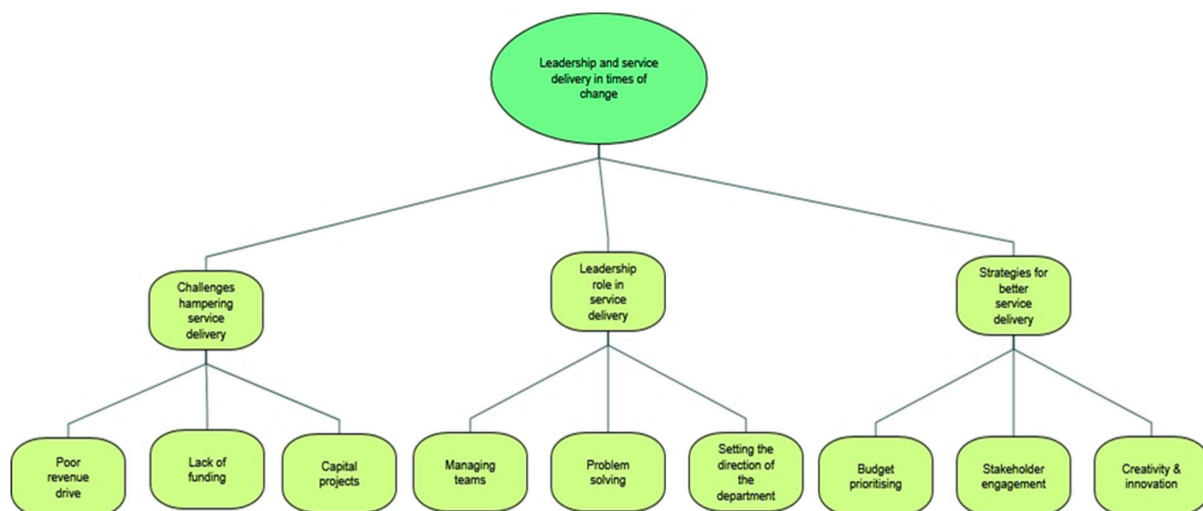 Leadership and service
delivery in times of
change
Challenges
hampering
service
delivery
Leadership
role in
service
delivery
Strategies for
better
service
delivery
Poor
revenue
drive
Lack of
funding
Capital
projects
Managing
teams
Problem
solving
Setting the
direction of
the
department
Budget
prioritising
Stakeholder
engagement
Creativity &
innovation